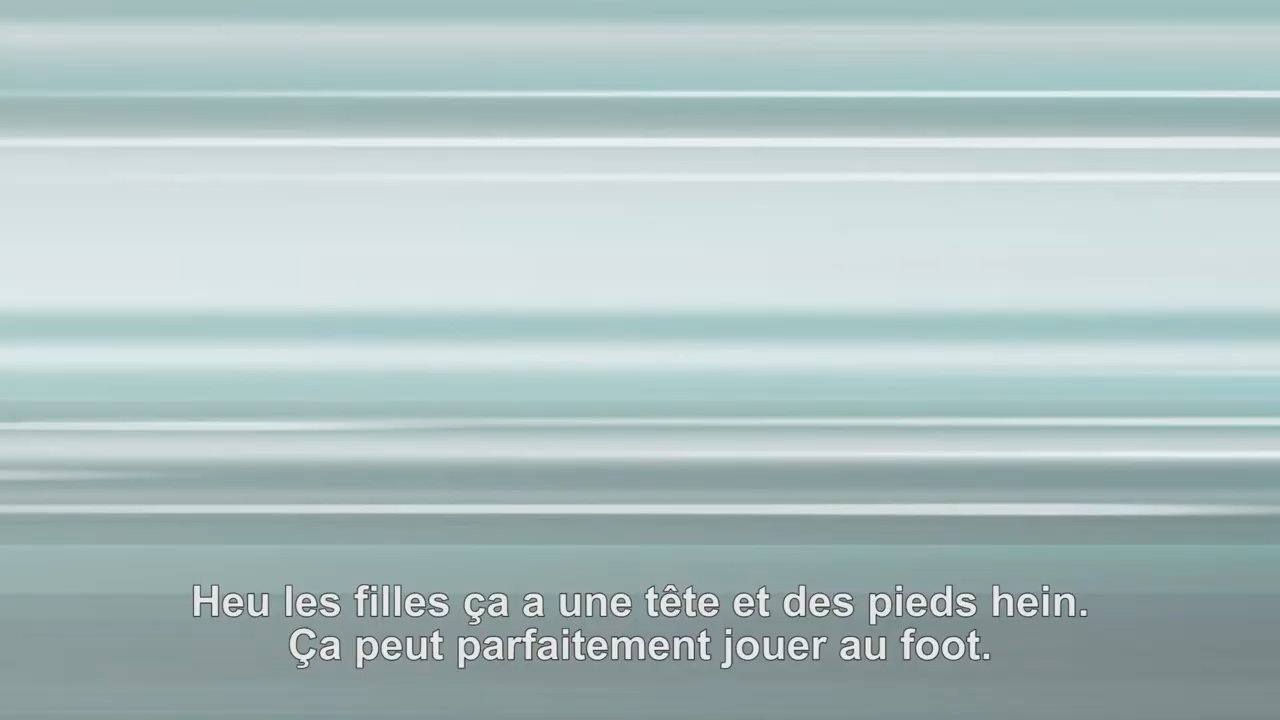 Heu les filles ça a une tête et des pieds hein.
Ça peut parfaitement jouer au foot.